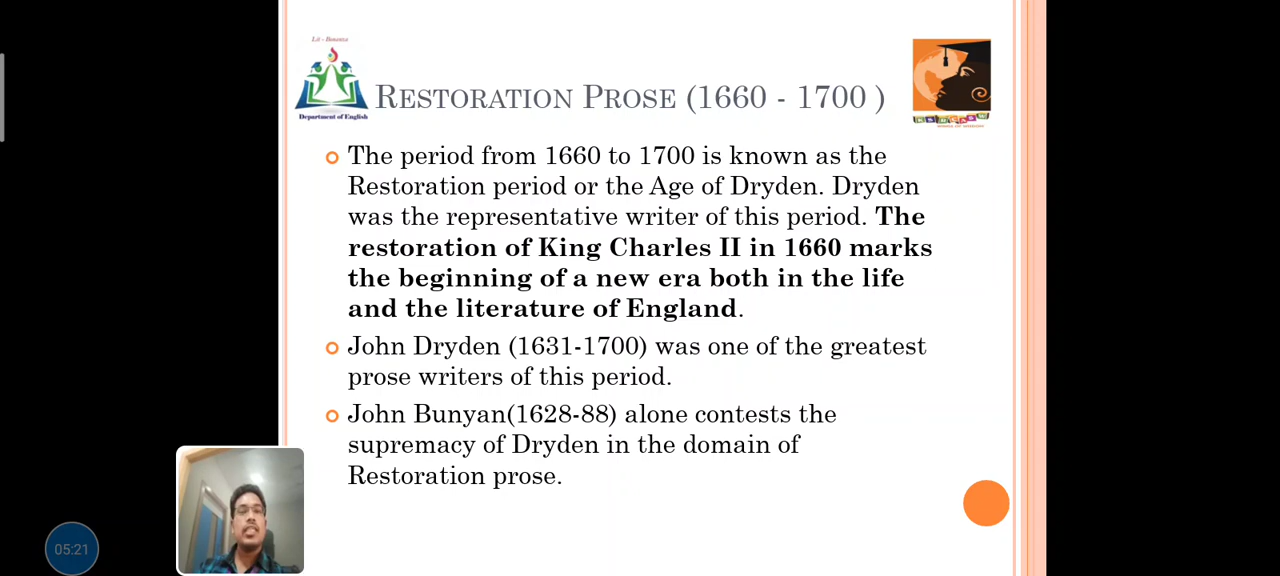 Lit - Bonanza
Department of English
RESTORATION PROSE (1660 - 1700 )
The period from 1660 to 1700 is known as the
Restoration period or the Age of Dryden. Dryden
was the representative writer of this period. The
restoration of King Charles II in 1660 marks
the beginning of a new era both in the life
and the literature of England.
John Dryden (1631-1700) was one of the greatest
prose writers of this period.
John Bunyan(1628-88) alone contests the
supremacy of Dryden in the domain of
Restoration prose.
05:21